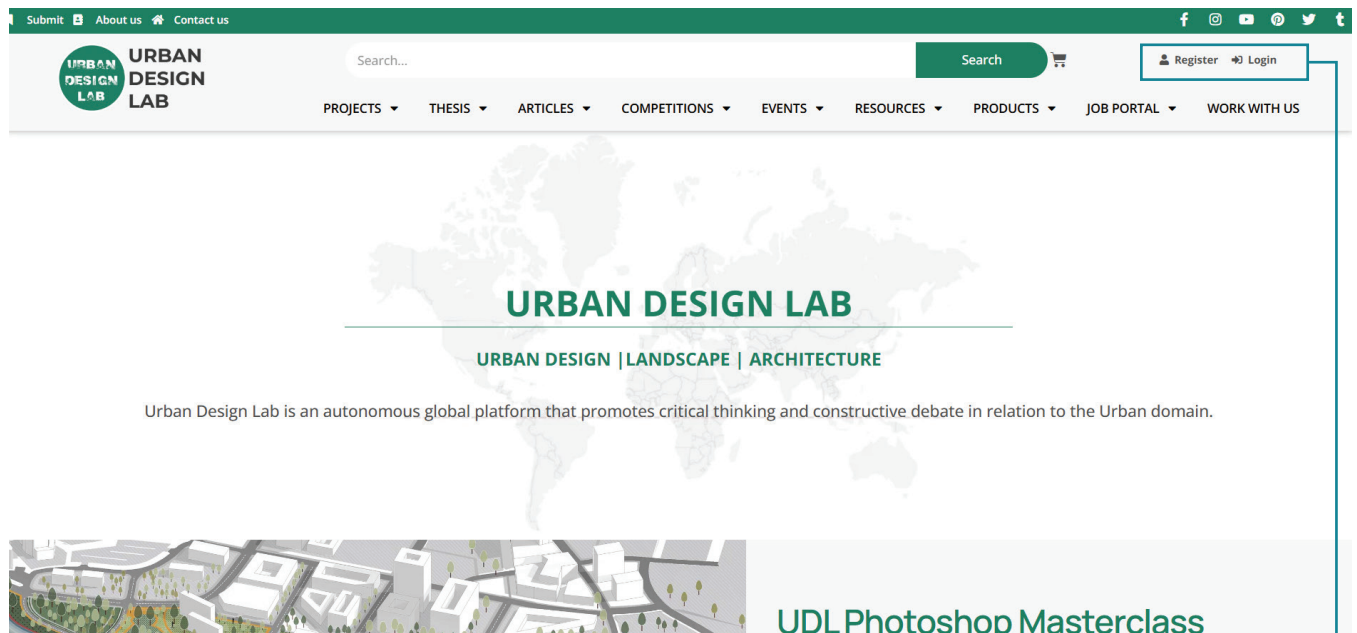 Submit About us Contact us
URBAN DESIGN LAB
URBAN
DESIGN
LAB
Search...
Search
Register Login
PROJECTS THESIS ARTICLES COMPETITIONS EVENTS RESOURCES PRODUCTS JOB PORTAL WORK WITH US
URBAN DESIGN LAB
URBAN DESIGN |LANDSCAPE | ARCHITECTURE
Urban Design Lab is an autonomous global platform that promotes critical thinking and constructive debate in relation to the Urban domain.
UDL Photoshop Masterclass